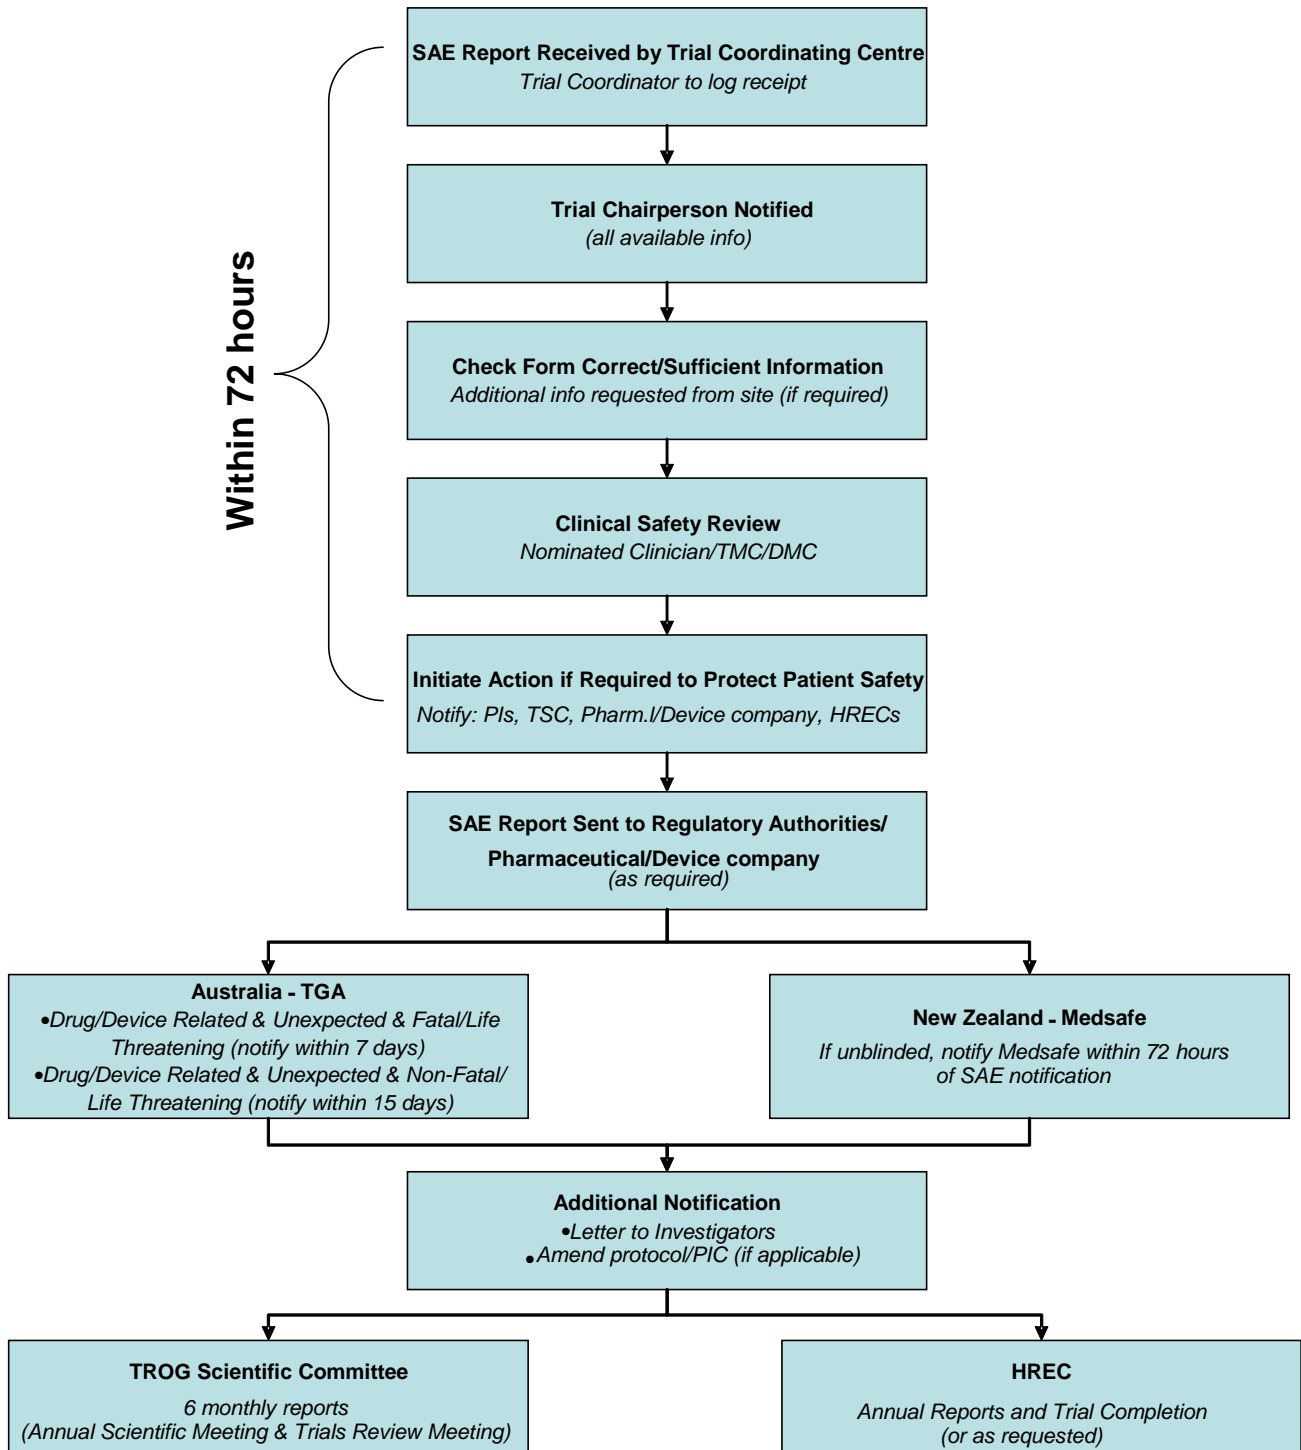 Within 72 hours
SAE Report Received by Trial Coordinating Centre
Trial Coordinator to log receipt
Trial Chairperson Notified
(all available info)
Check Form Correct/Sufficient Information
Additional info requested from site (if required)
Clinical Safety Review
Nominated Clinician/TMC/DMC
Initiate Action if Required to Protect Patient Safety
Notify: PIs, TSC, Pharm.l/Device company, HRECs
SAE Report Sent to Regulatory Authorities/
Pharmaceutical/Device company
(as required)
Australia - TGA
•Drug/Device Related & Unexpected & Fatal/Life
Threatening (notify within 7 days)
•Drug/Device Related & Unexpected & Non-Fatal/
Life Threatening (notify within 15 days)
New Zealand - Medsafe
If unblinded, notify Medsafe within 72 hours
of SAE notification
Additional Notification
•Letter to Investigators
•Amend protocol/PIC (if applicable)
TROG Scientific Committee
6 monthly reports
(Annual Scientific Meeting & Trials Review Meeting)
HREC
Annual Reports and Trial Completion
(or as requested)